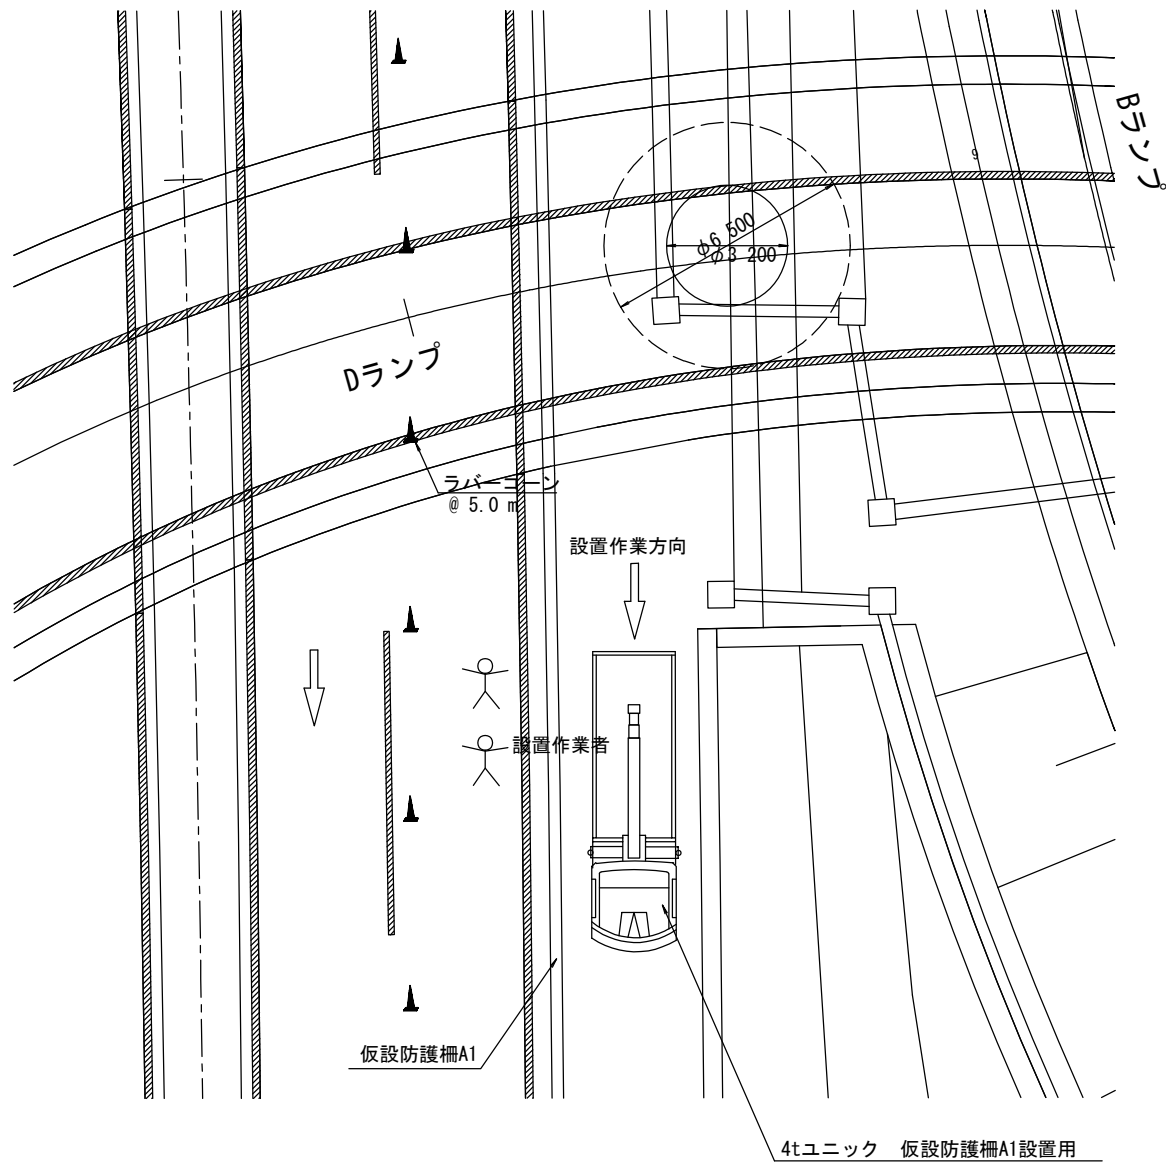 Bランプ
9
φ6 500
φ3 200
Dランプ
ラバーコーン
@ 5.0 m
設置作業方向
設置作業者
仮設防護柵A1
4tユニック 仮設防護柵A1設置用